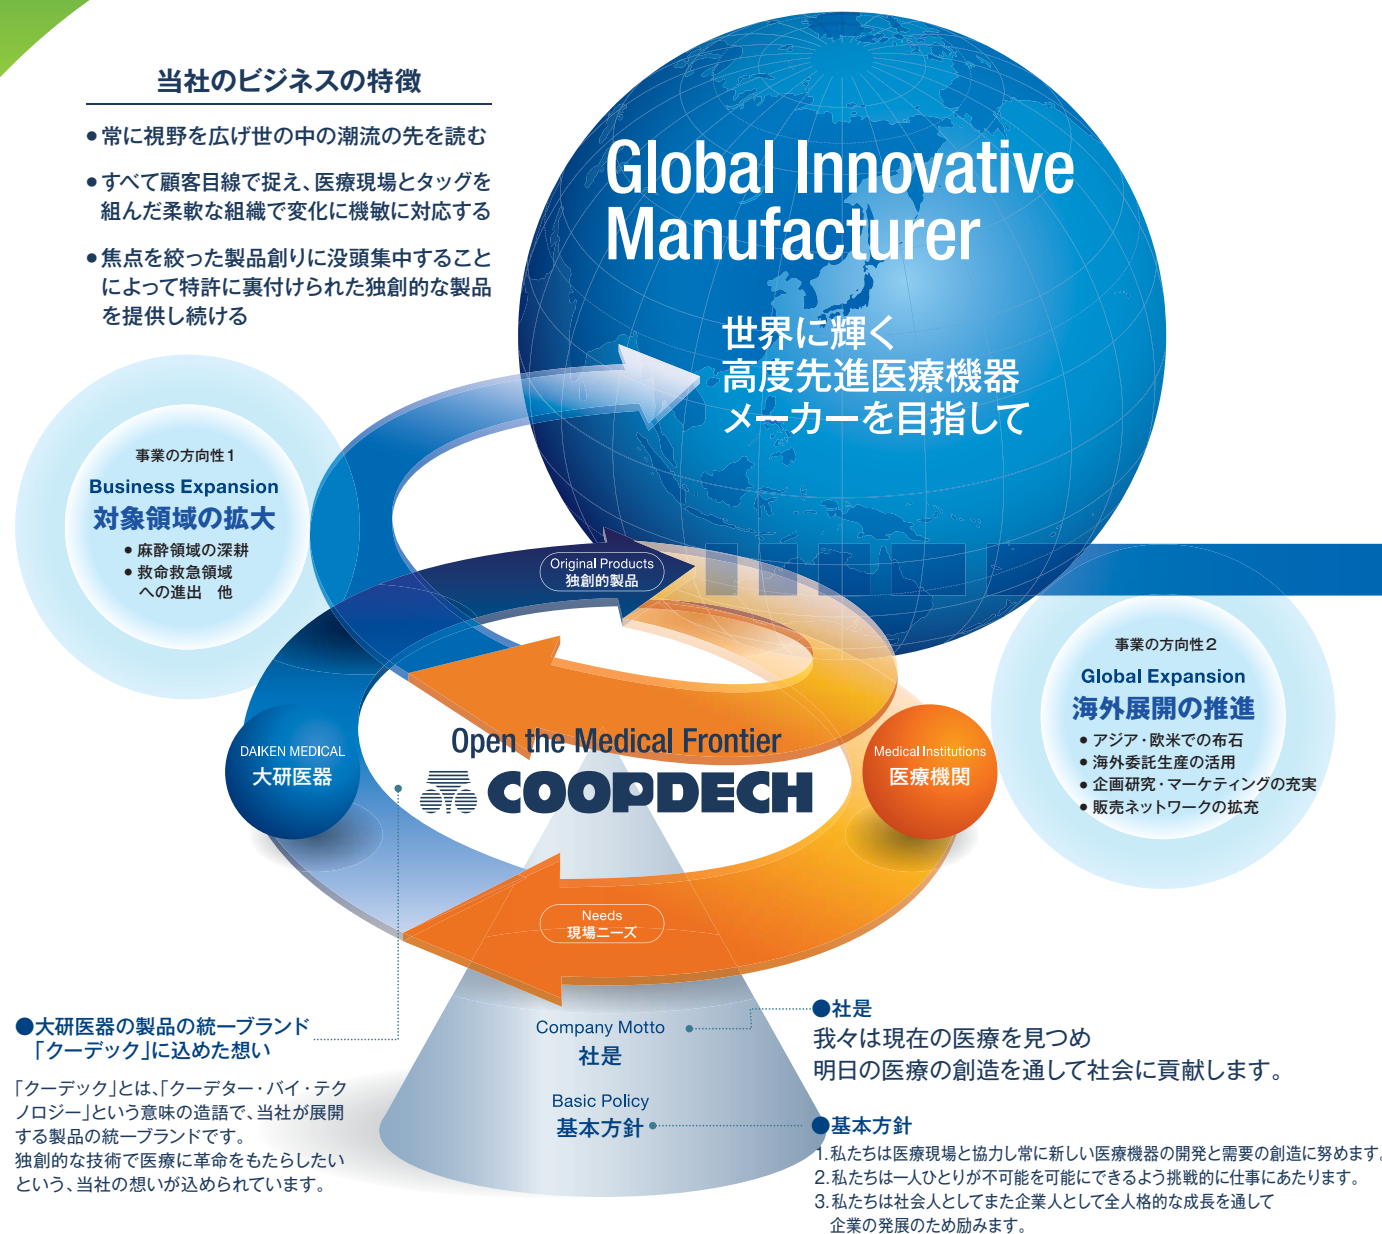 当社のビジネスの特徴
●常に視野を広げ世の中の潮流の先を読む
●すべて顧客目線で捉え、医療現場とタッグを
組んだ柔軟な組織で変化に機敏に対応する
●焦点を絞った製品創りに没頭集中すること
によって特許に裏付けられた独創的な製品
を提供し続ける
Global Innovative
Manufacturer
世界に輝く
高度先進医療機器
メーカーを目指して
事業の方向性1
Business Expansion
対象領域の拡大
●麻酔領域の深耕
●救命救急領域
への進出 他
Original Products
独創的製品
事業の方向性2
Global Expansion
海外展開の推進
●アジア・欧米での布石
●海外委託生産の活用
●企画研究・マーケティングの充実
●販売ネットワークの拡充
DAIKEN MEDICAL
大研医器
Open the Medical Frontier
COOPDECH
Medical Institutions
医療機関
Needs
現場ニーズ
●大研医器の製品の統一ブランド
「クーデック」に込めた想い
「クーデック」とは、「クーデター・バイ・テク
ノロジー」という意味の造語で、当社が展開
する製品の統一ブランドです。
独創的な技術で医療に革命をもたらしたい
という、当社の想いが込められています。
Company Motto
社是
Basic Policy
基本方針
●社是
我々は現在の医療を見つめ
明日の医療の創造を通して社会に貢献します。
●基本方針
1.私たちは医療現場と協力し常に新しい医療機器の開発と需要の創造に努めます。
2.私たちは一人ひとりが不可能を可能にできるよう挑戦的に仕事にあたります。
3.私たちは社会人としてまた企業人として全人格的な成長を通して
企業の発展のため励みます。